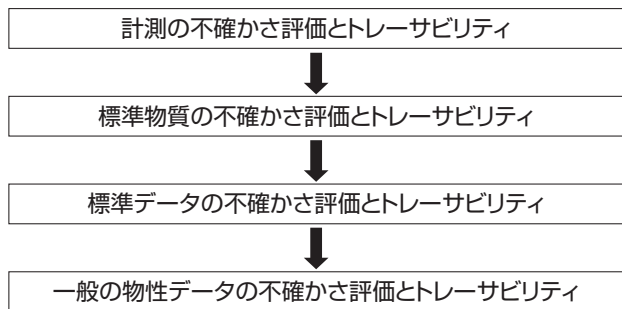 計測の不確かさ評価とトレーサビリティ
標準物質の不確かさ評価とトレーサビリティ
標準データの不確かさ評価とトレーサビリティ
一般の物性データの不確かさ評価とトレーサビリティ